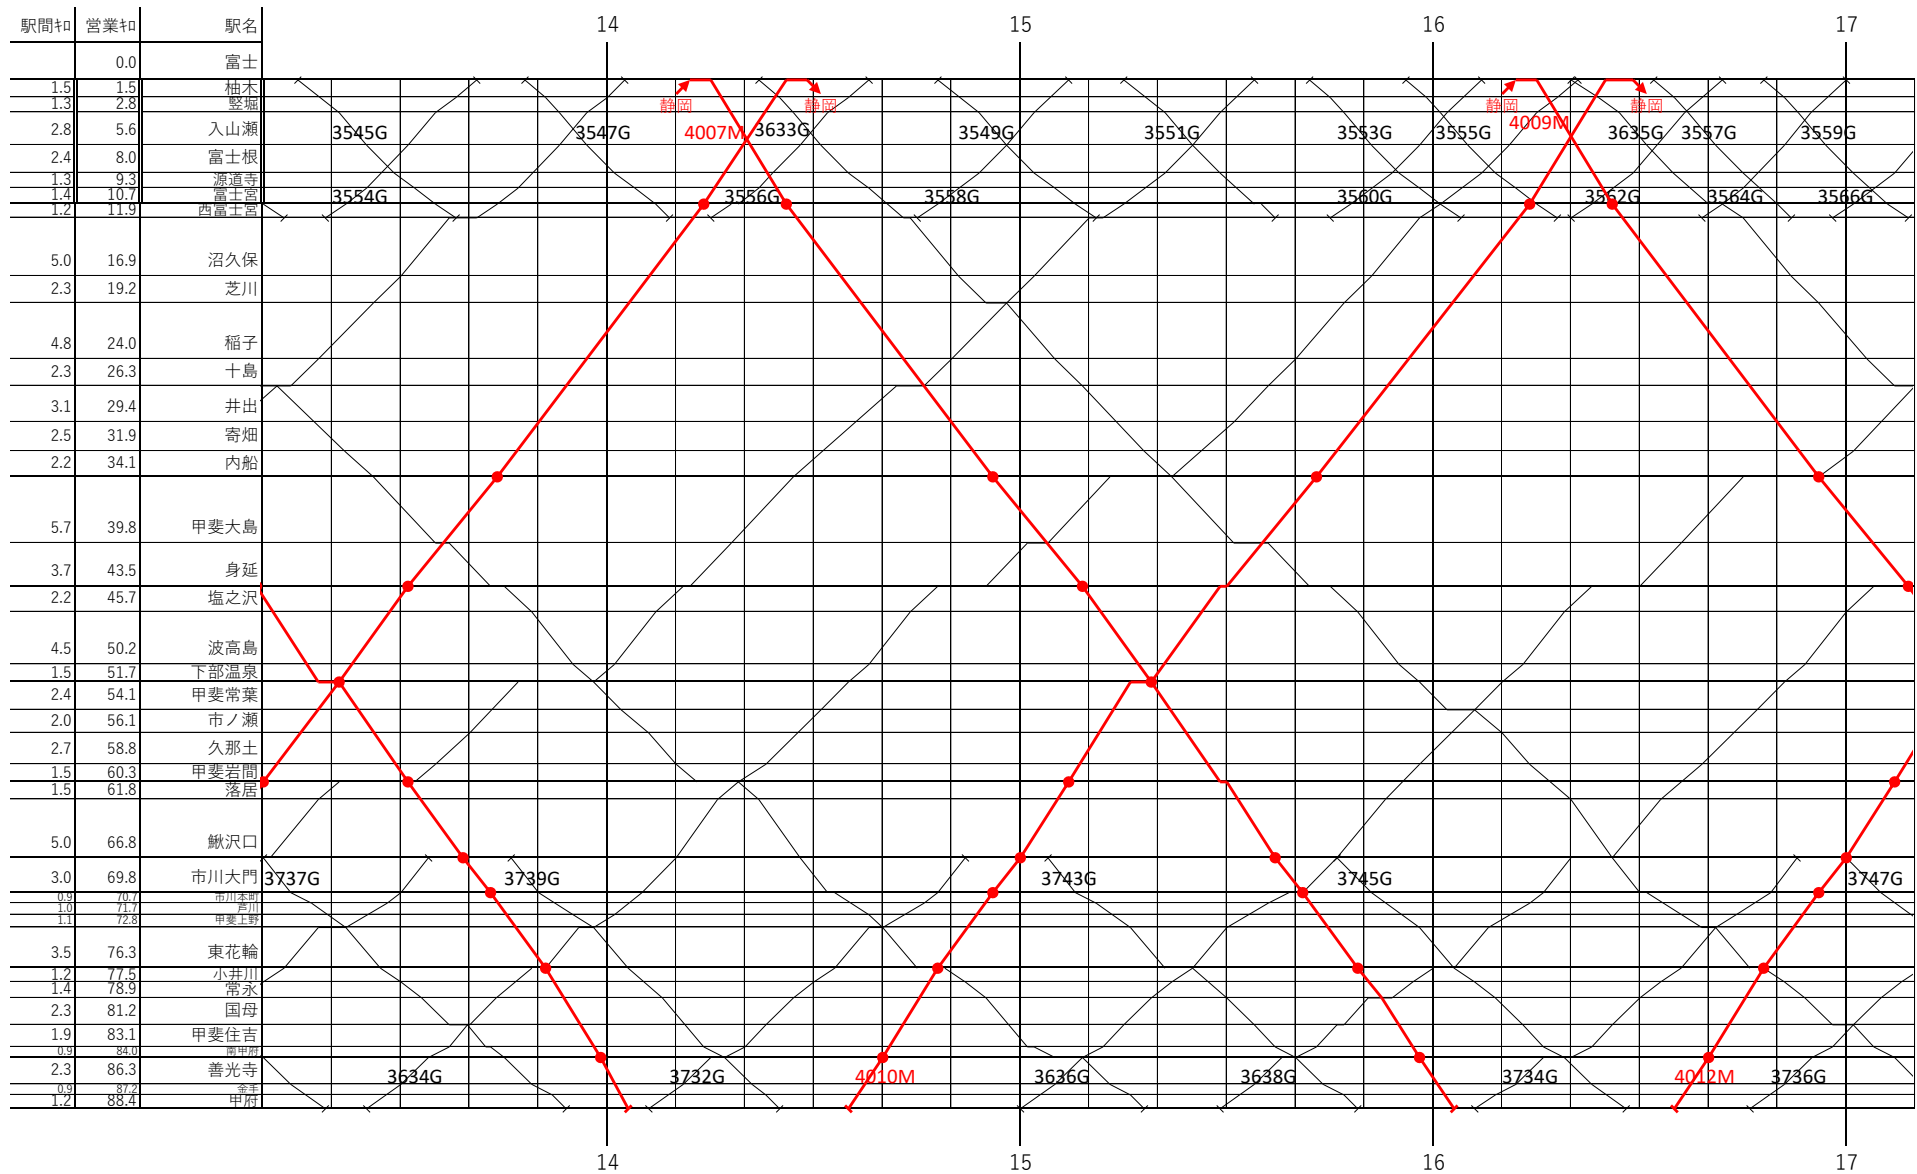 駅間ｷﾛ 営業ｷﾛ 駅名 14 15 16 17
0.0 富士
1.5 1.5 柚木
1.3 2.8 竪堀
静岡 静岡 静岡 静岡
2.8 5.6 入山瀬
3545G 3547G 4007M 3633G 3549G 3551G 3553G 3555G 4009M 3635G 3557G 3559G
2.4 8.0 富士根
1.3 9.3 源道寺
1.4 10.7 富士宮
3554G 3556G 3558G 3560G 3562G 3564G 3566G
1.2 11.9 西富士宮
5.0 16.9 沼久保
2.3 19.2 芝川
4.8 24.0 稲子
2.3 26.3 十島
3.1 29.4 井出
2.5 31.9 寄畑
2.2 34.1 内船
5.7 39.8 甲斐大島
3.7 43.5 身延
2.2 45.7 塩之沢
4.5 50.2 波高島
1.5 51.7 下部温泉
2.4 54.1 甲斐常葉
2.0 56.1 市ノ瀬
2.7 58.8 久那土
1.5 60.3 甲斐岩間
1.5 61.8 落居
5.0 66.8 鰍沢口
3.0 69.8 市川大門
3737G 3739G 3743G 3745G 3747G
0.9 70.7 市川本町
1.0 71.7 芦川
1.1 72.8 甲斐上野
3.5 76.3 東花輪
1.2 77.5 小井川
1.4 78.9 常永
2.3 81.2 国母
1.9 83.1 甲斐住吉
0.9 84.0 南甲府
2.3 86.3 善光寺
3634G 3732G 4010M 3636G 3638G 3734G 4012M 3736G
0.9 87.2 金手
1.2 88.4 甲府
14 15 16 17